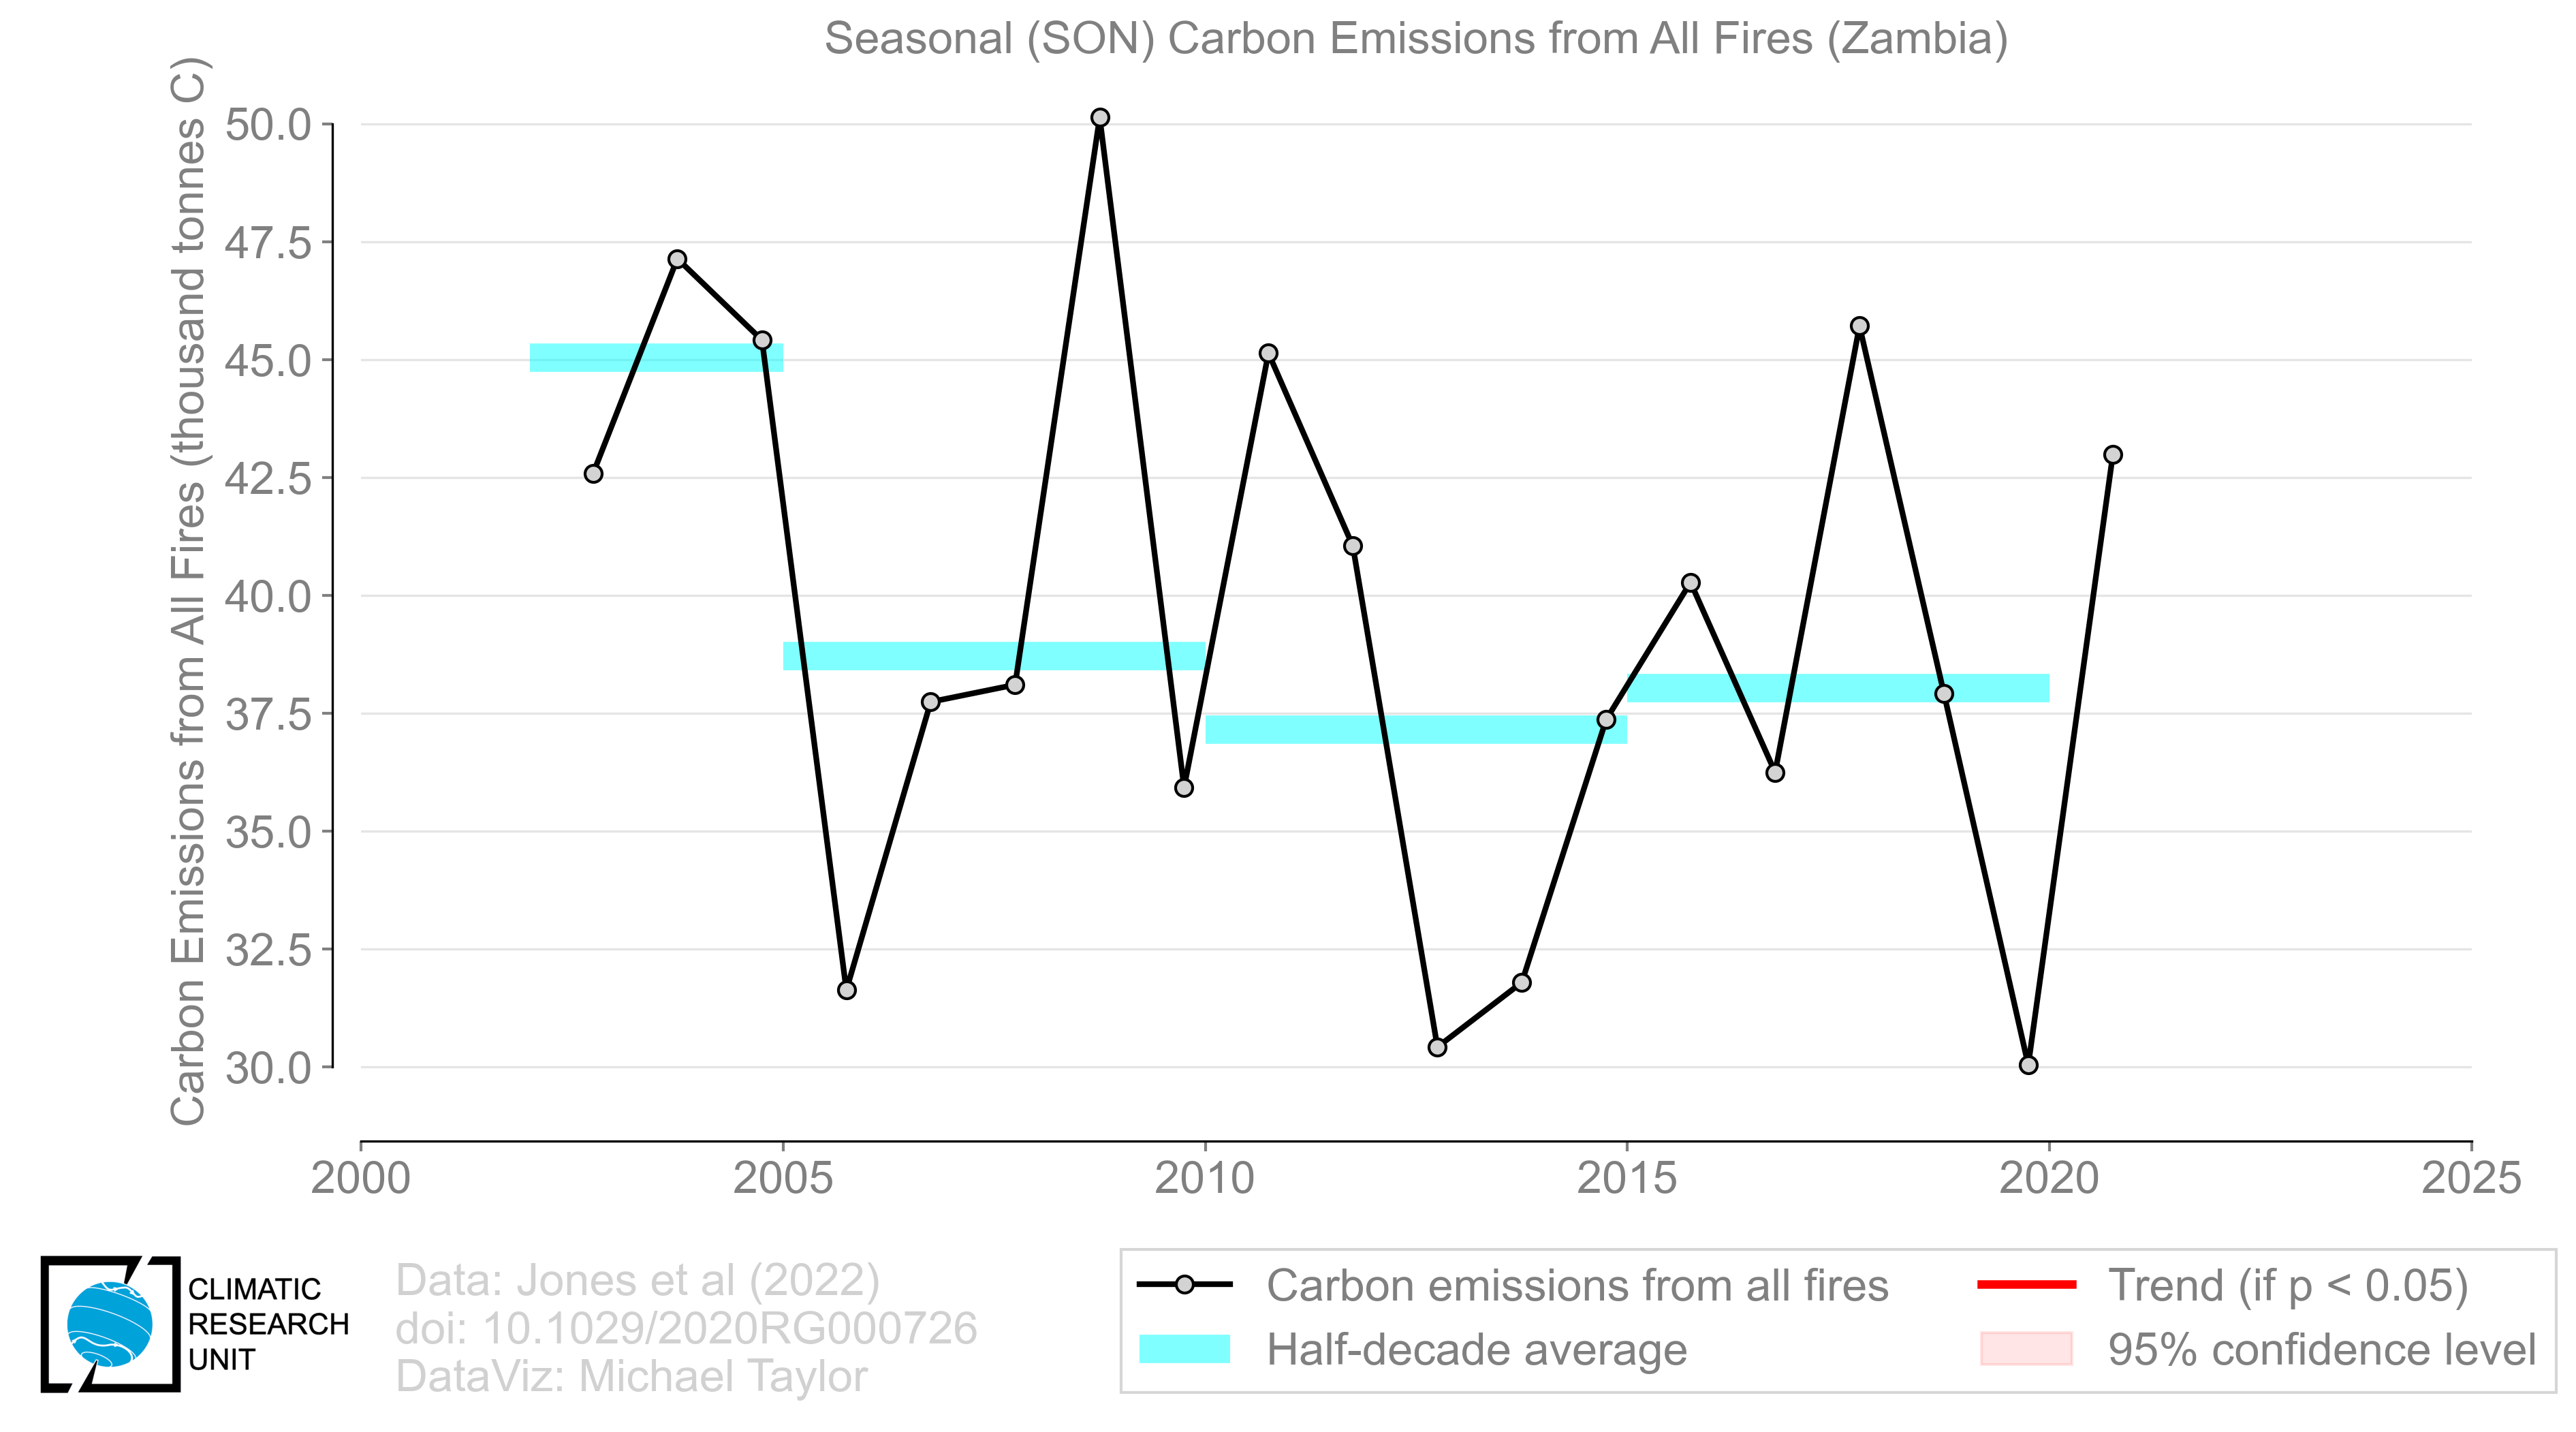 Seasonal (SON) Carbon Emissions from All Fires (Zambia)
Carbon Emissions from All Fires (thousand tonnes C)
50.0
47.5
45.0
42.5
40.0
37.5
35.0
32.5
30.0
2000 2005 2010 2015 2020 2025
CLIMATIC
RESEARCH
UNIT
Data: Jones et al (2022)
doi: 10.1029/2020RG000726
DataViz: Michael Taylor
Carbon emissions from all fires
Half-decade average
Trend (if p < 0.05)
95% confidence level